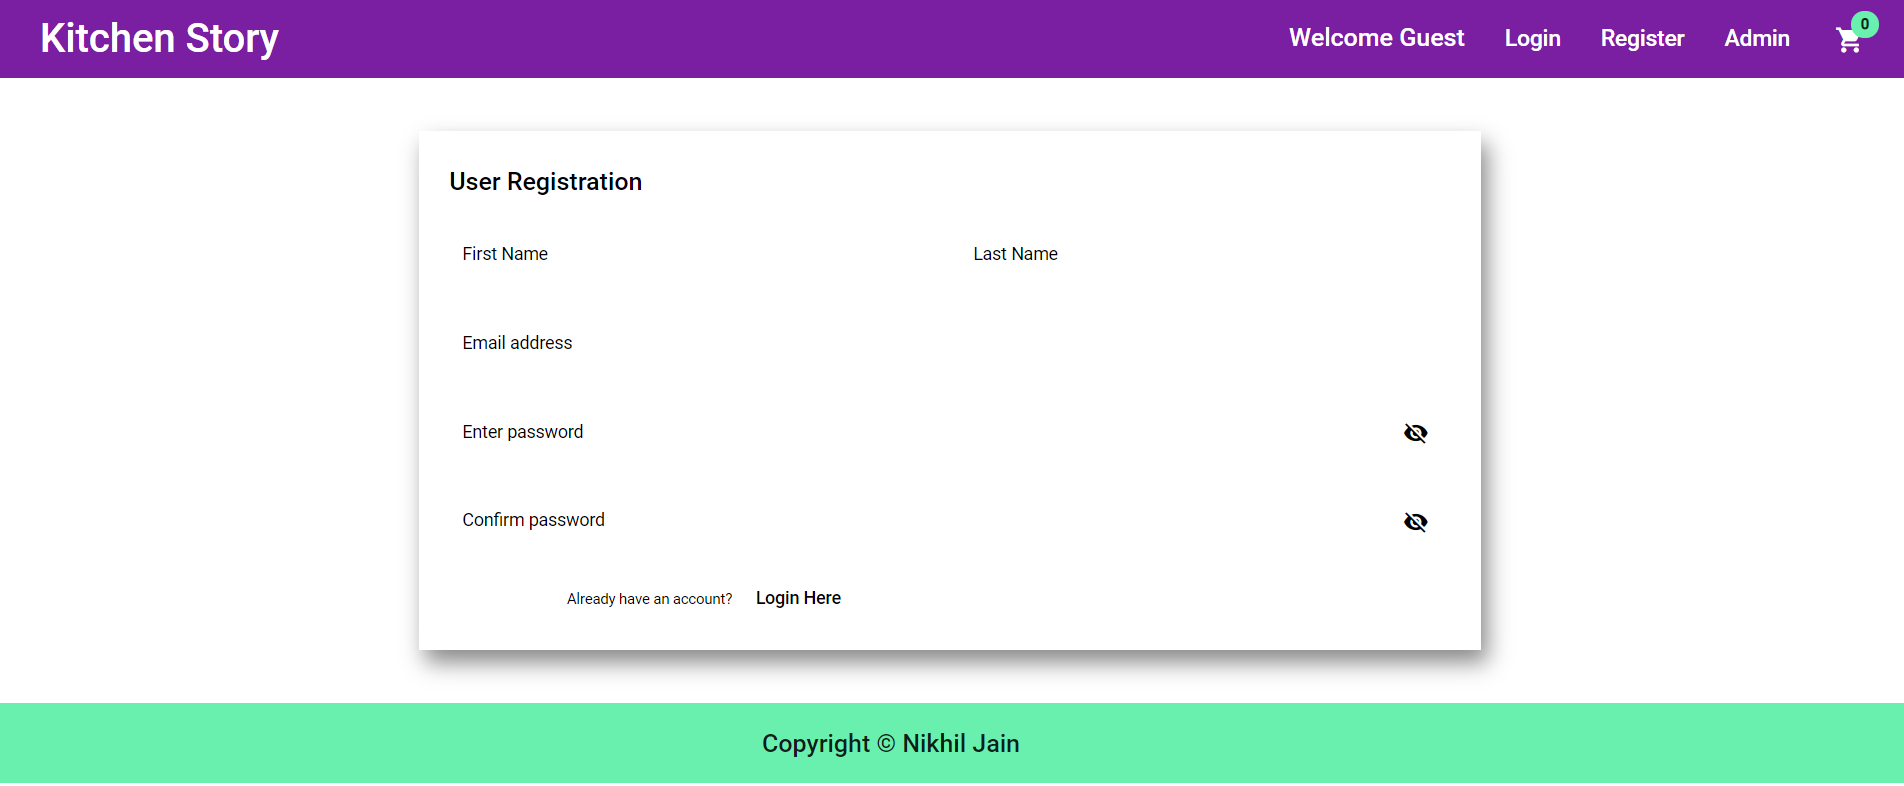 Kitchen Story
Welcome Guest Login Register Admin 0
User Registration
First Name Last Name
Email address
Enter password
Confirm password
Already have an account? Login Here
Copyright © Nikhil Jain